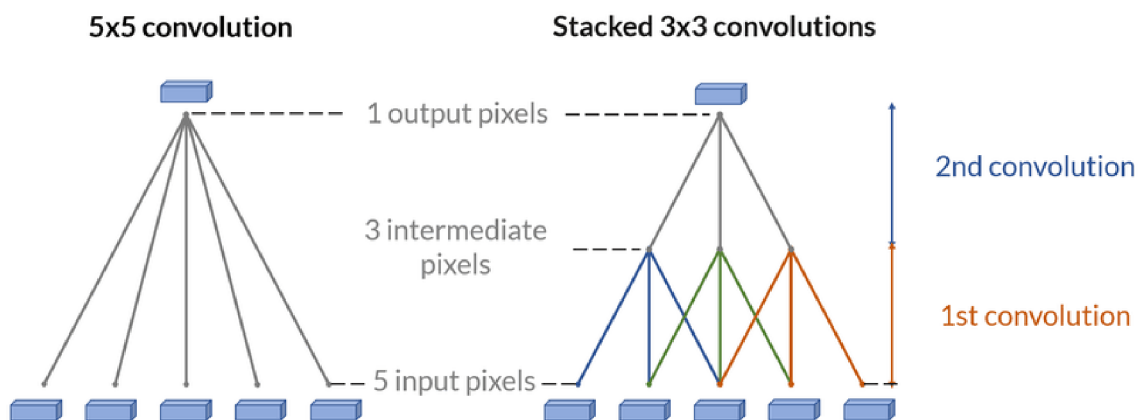 5x5 convolution
Stacked 3x3 convolutions
1 output pixels
2nd convolution
3 intermediate
pixels
1st convolution
5 input pixels